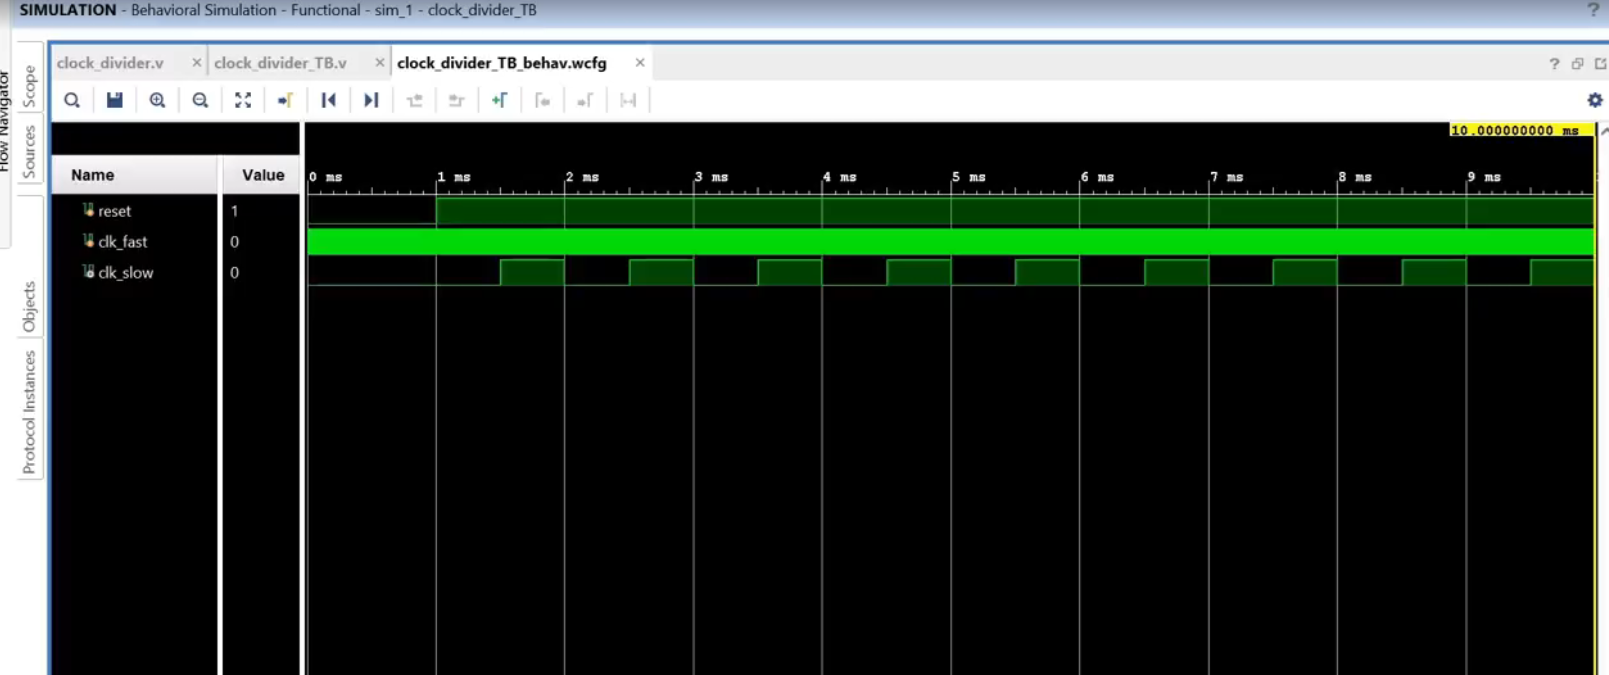 SIMULATION - Behavioral Simulation - Functional - sim_1 - clock_divider_TB
?
Flow Navigator
Scope
Sources
Objects
Protocol Instances
clock_divider.v × clock_divider_TB.v × clock_divider_TB_behav.wcfg ×
?
10.000000000 ms
Name Value
0 ms 1 ms 2 ms 3 ms 4 ms 5 ms 6 ms 7 ms 8 ms 9 ms
reset 1
clk_fast 0
clk_slow 0